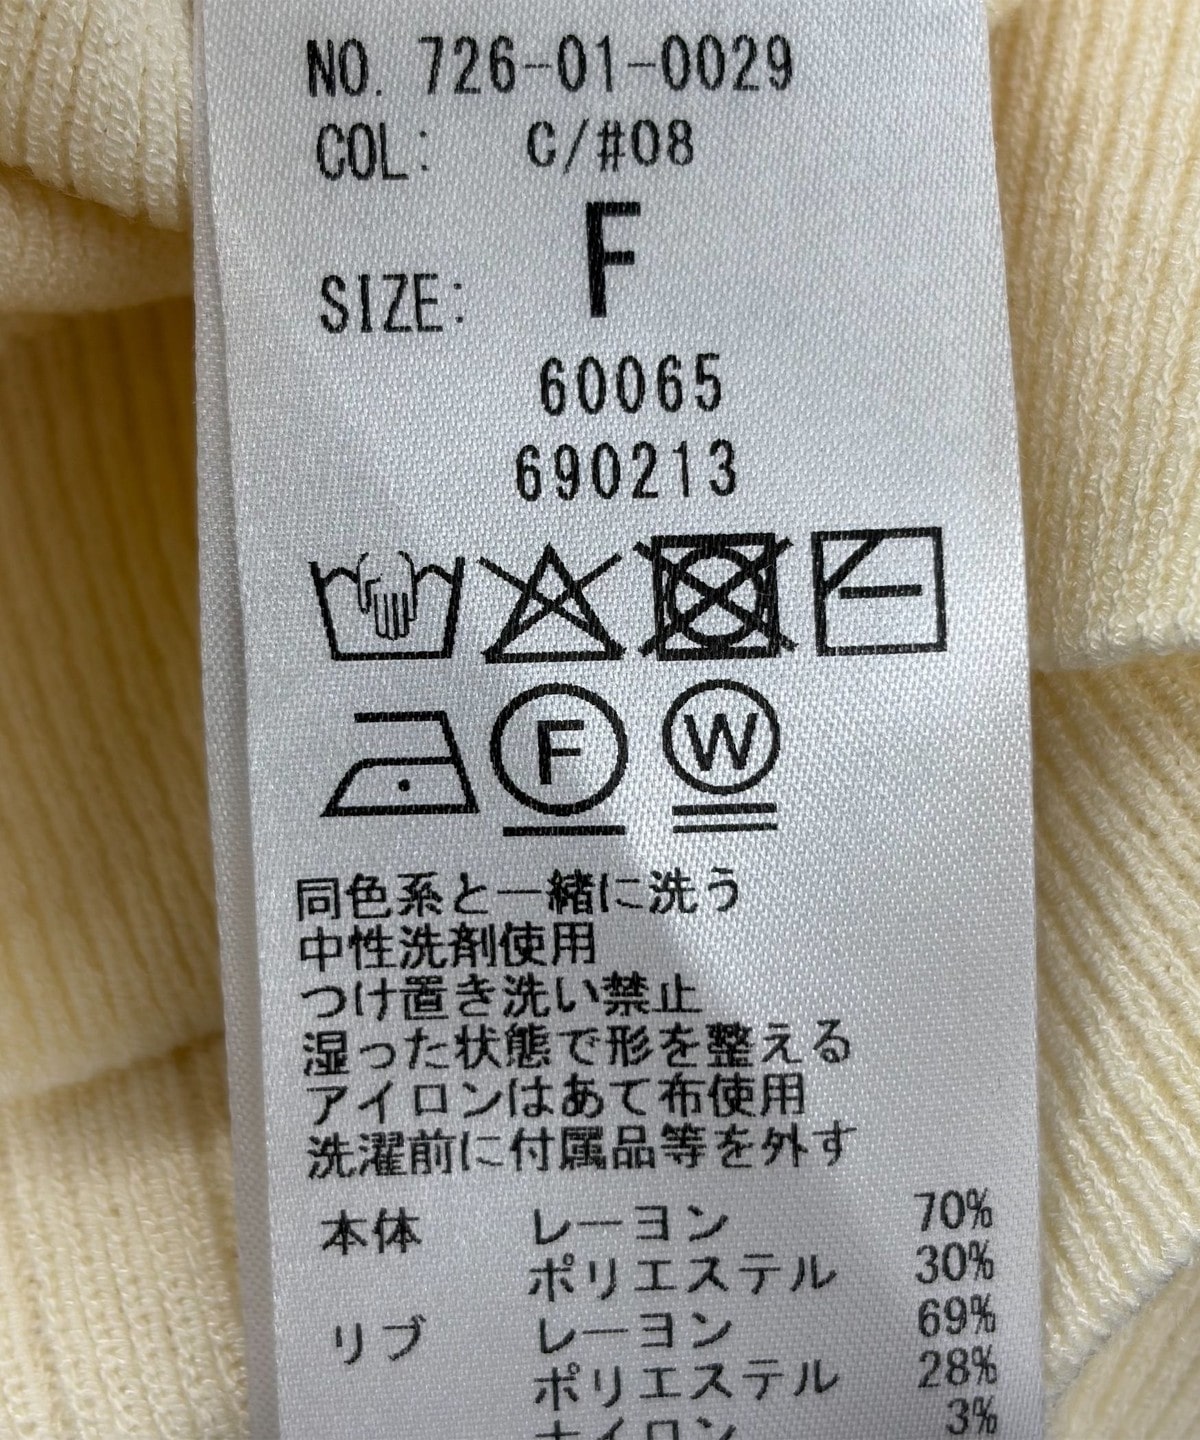 NO. 726-01-0029
COL: C/#08
SIZE: F
60065
690213
F W
同色系と一緒に洗う
中性洗剤使用
つけ置き洗い禁止
湿った状態で形を整える
アイロンはあて布使用
洗濯前に付属品等を外す
本体 レーヨン 70%
ポリエステル 30%
リブ レーヨン 69%
ポリエステル 28%
ナイロン 3%